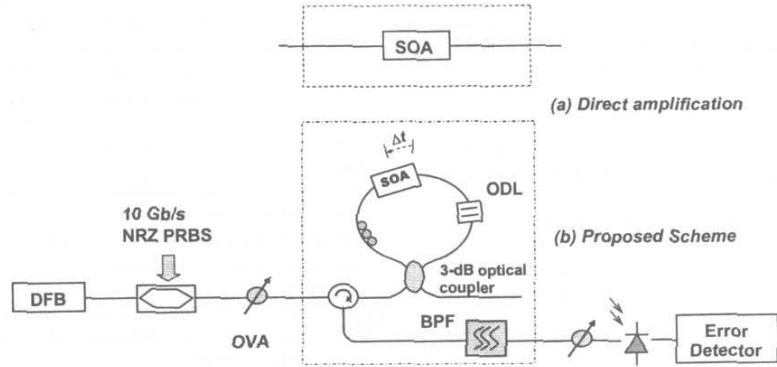 SOA
(a) Direct amplification
Δt
SOA
ODL
10 Gb/s
NRZ PRBS
(b) Proposed Scheme
3-dB optical
coupler
DFB
OVA
BPF
Error
Detector